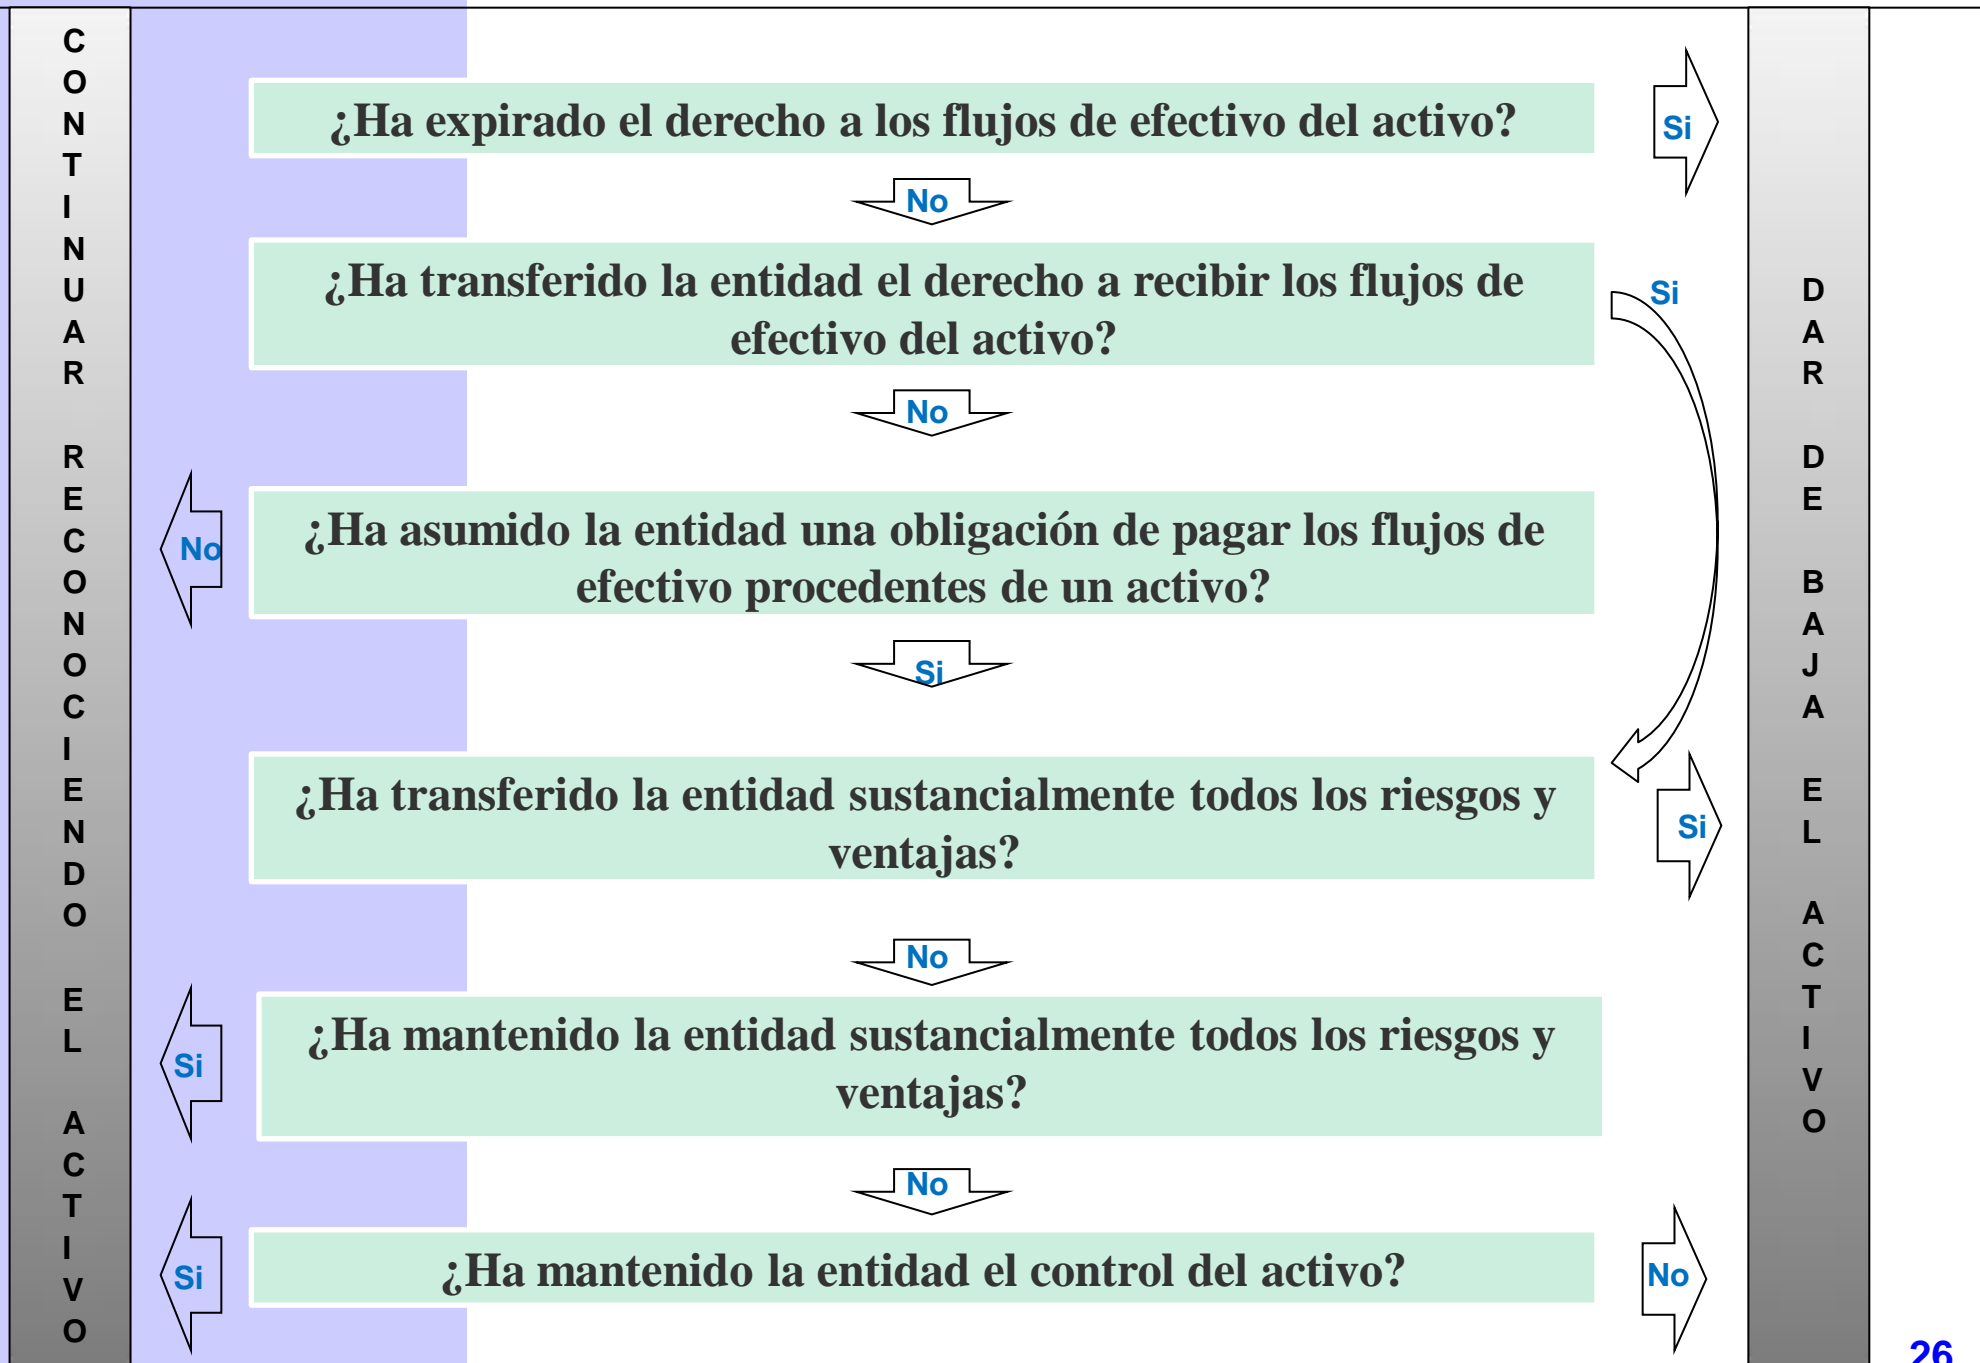 CONTINUAR RECONOCIENDO EL ACTIVO
¿Ha expirado el derecho a los flujos de efectivo del activo?
Si
No
¿Ha transferido la entidad el derecho a recibir los flujos de
efectivo del activo?
Si
No
¿Ha asumido la entidad una obligación de pagar los flujos de
efectivo procedentes de un activo?
No
Si
¿Ha transferido la entidad sustancialmente todos los riesgos y
ventajas?
Si
No
¿Ha mantenido la entidad sustancialmente todos los riesgos y
ventajas?
Si
No
¿Ha mantenido la entidad el control del activo?
Si
No
DAR DE BAJA EL ACTIVO
26